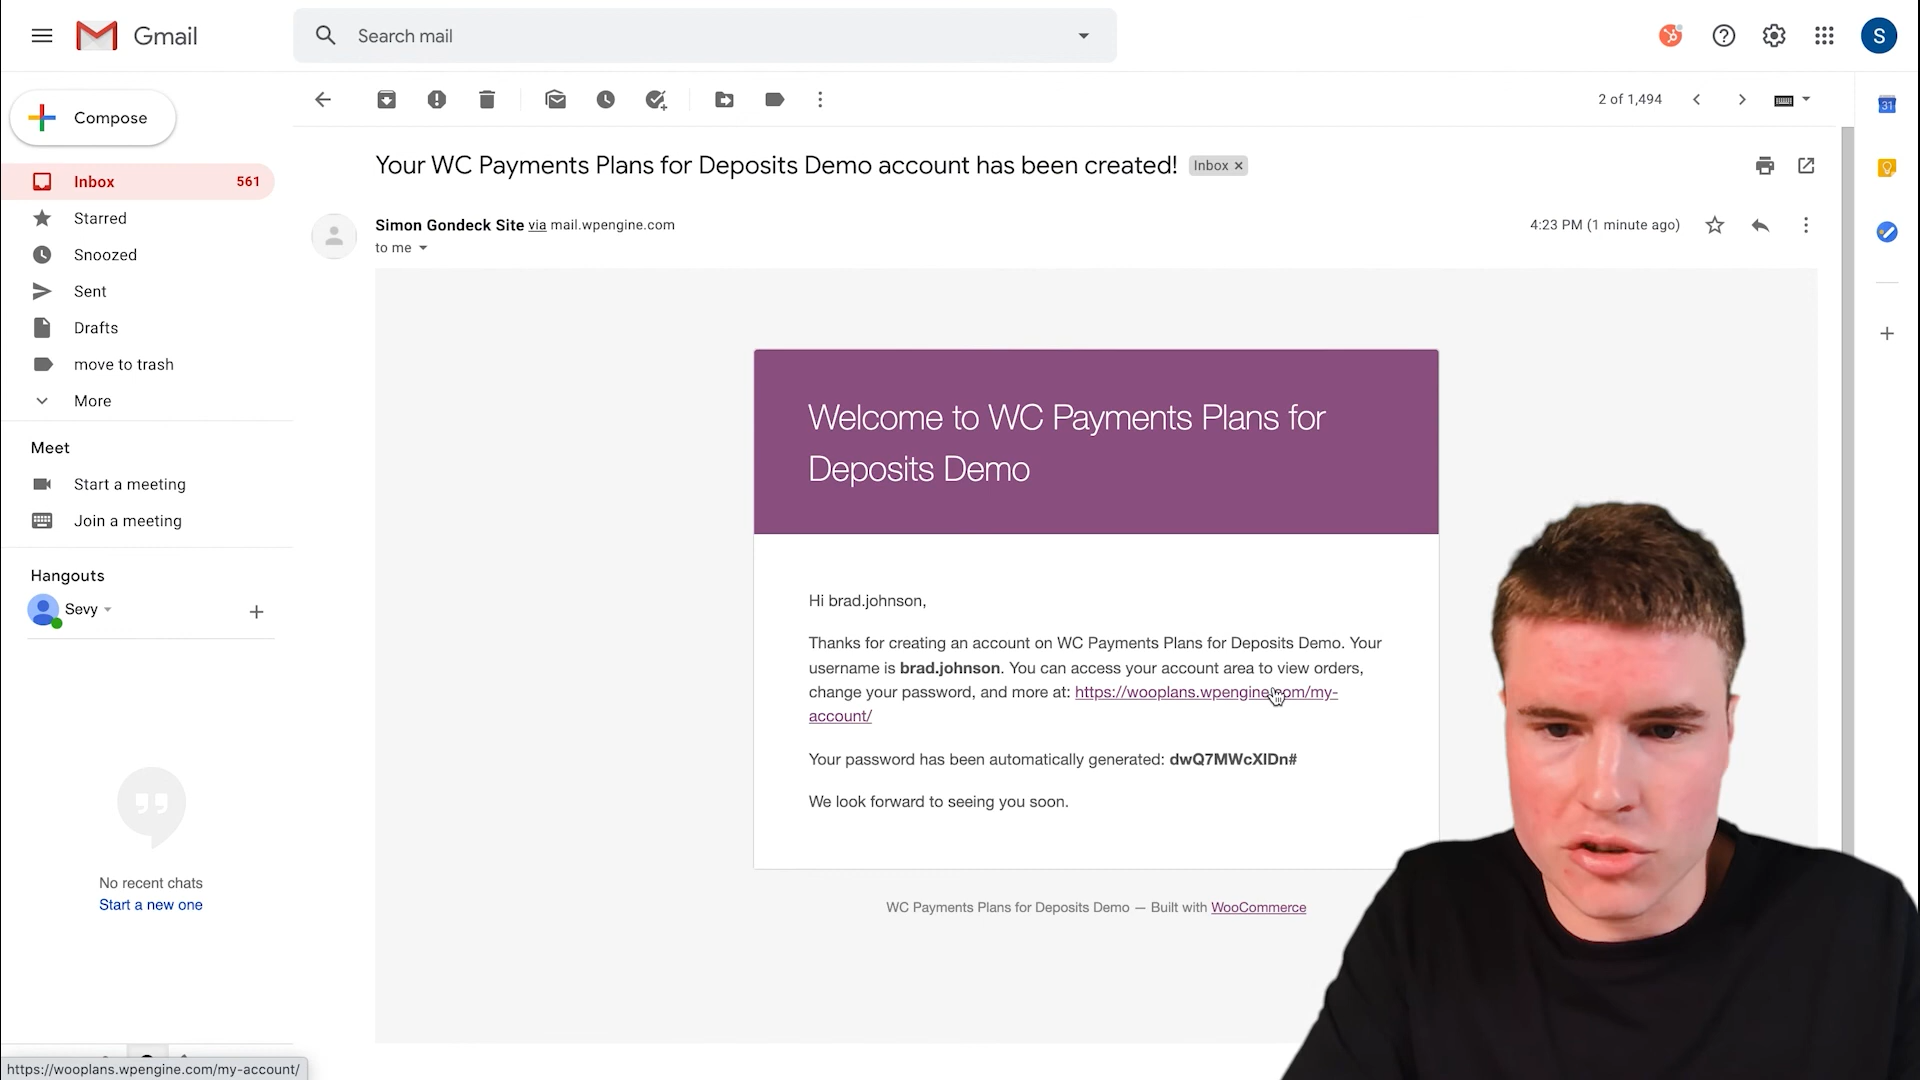 Gmail
Search mail
S
Compose
2 of 1,494
31
Inbox 561
Your WC Payments Plans for Deposits Demo account has been created! Inbox ×
Starred
Simon Gondeck Site via mail.wpengine.com
4:23 PM (1 minute ago)
to me
Snoozed
Sent
Drafts
move to trash
More
Meet
Start a meeting
Join a meeting
Hangouts
Sevy
No recent chats
Start a new one
Welcome to WC Payments Plans for
Deposits Demo
Hi brad.johnson,
Thanks for creating an account on WC Payments Plans for Deposits Demo. Your
username is brad.johnson. You can access your account area to view orders,
change your password, and more at: https://wooplans.wpengine.com/my-
account/
Your password has been automatically generated: dwQ7MWcXIDn#
We look forward to seeing you soon.
WC Payments Plans for Deposits Demo — Built with WooCommerce
https://wooplans.wpengine.com/my-account/